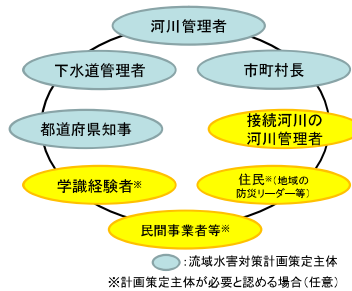 河川管理者
下水道管理者
市町村長
都道府県知事
接続河川の
河川管理者
学識経験者※
住民※(地域の
防災リーダー等)
民間事業者等※
:流域水害対策計画策定主体
※計画策定主体が必要と認める場合(任意)